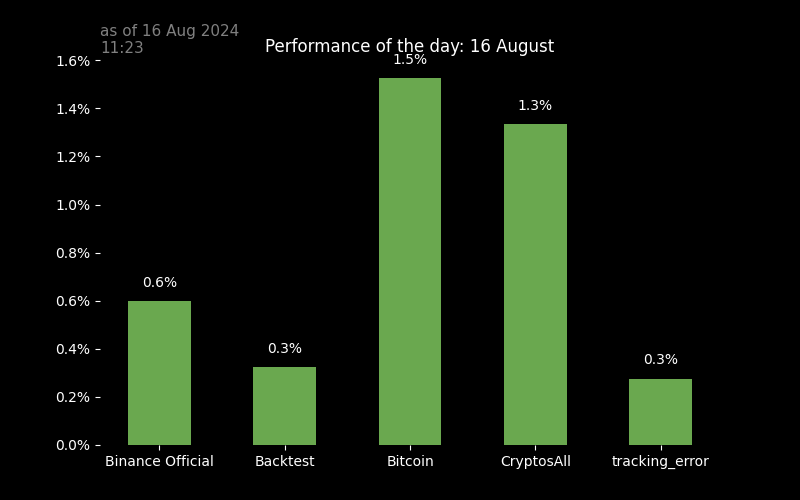 as of 16 Aug 2024
11:23
Performance of the day: 16 August
1.6%
1.4%
1.2%
1.0%
0.8%
0.6%
0.4%
0.2%
0.0%
0.6%
0.3%
1.5%
1.3%
0.3%
Binance Official
Backtest
Bitcoin
CryptosAll
tracking_error